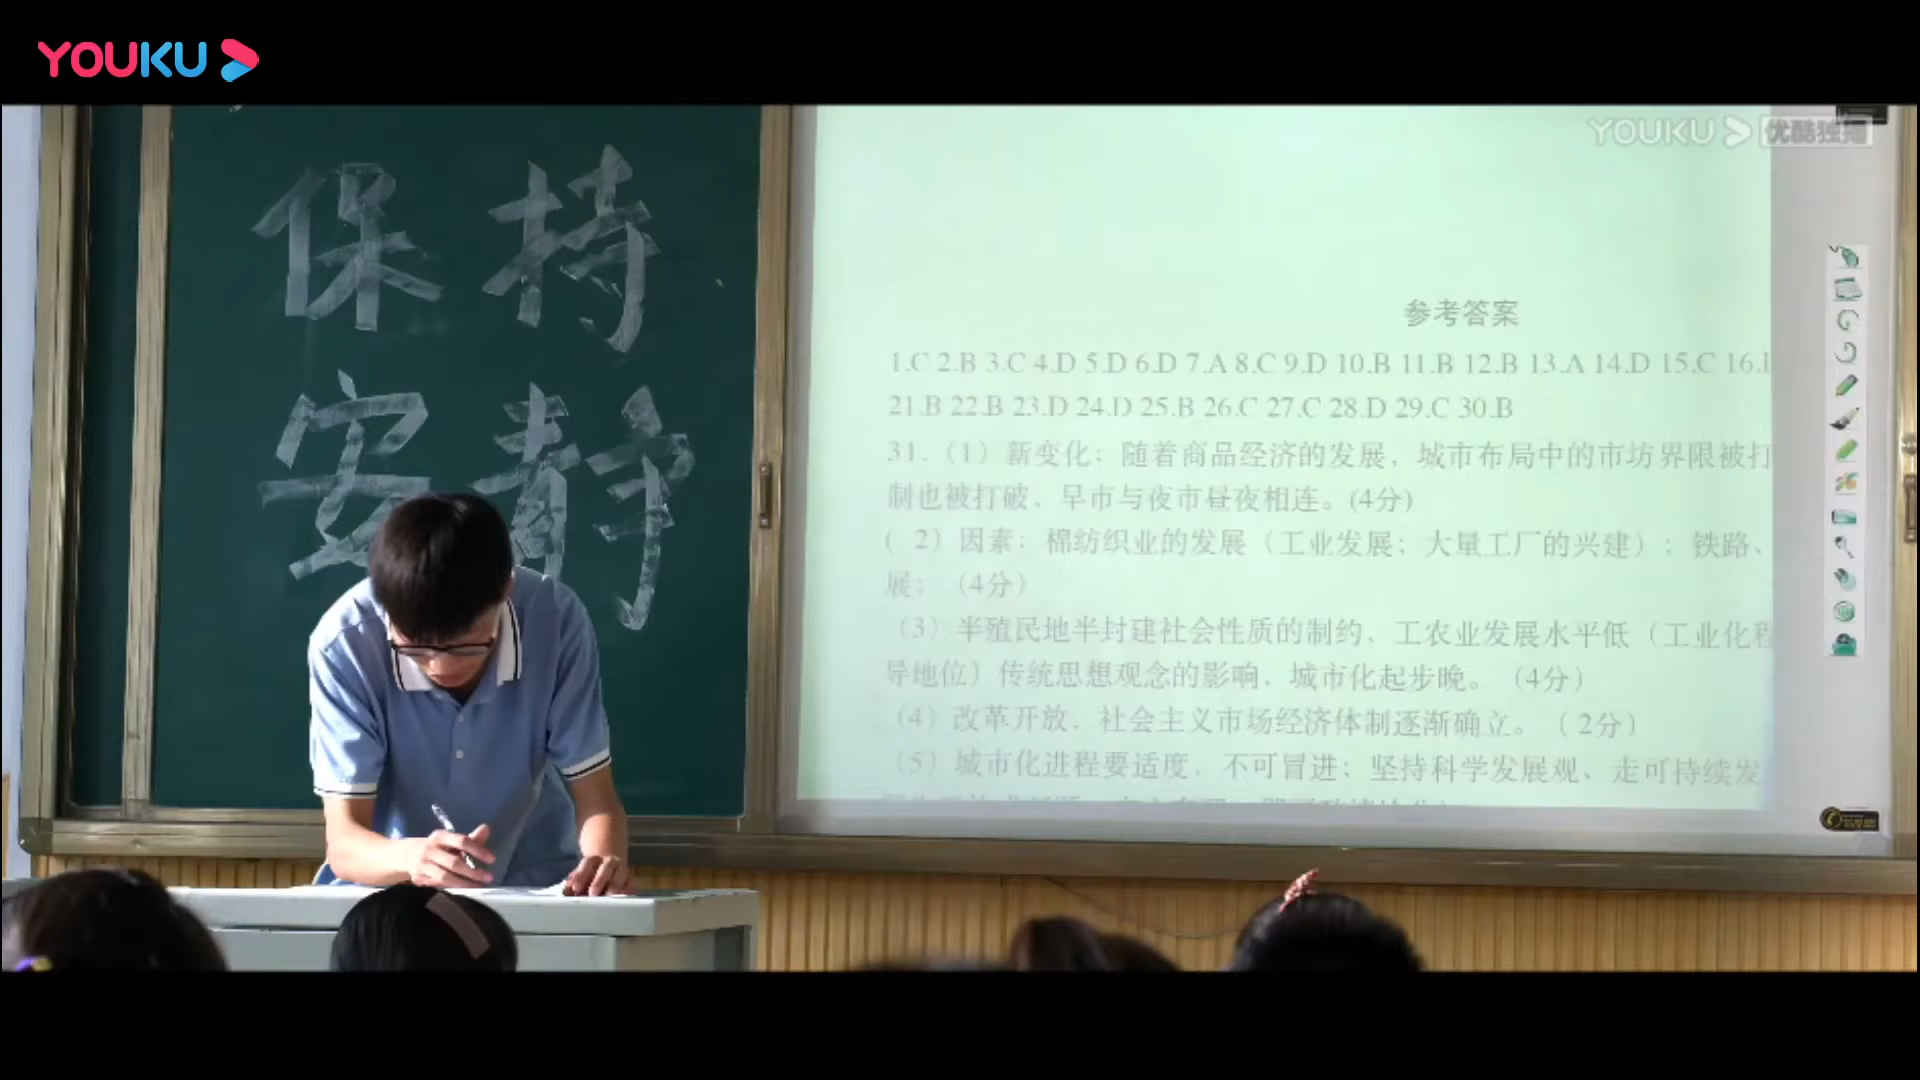 YOUKU
YOUKU 优酷独播
保持
安静
参考答案
1.C 2.B 3.C 4.D 5.D 6.D 7.A 8.C 9.D 10.B 11.B 12.B 13.A 14.D 15.C 16.
21.B 22.B 23.D 24.D 25.B 26.C 27.C 28.D 29.C 30.B
31.（1）新变化：随着商品经济的发展，城市布局中的市坊界限被打
制也被打破，早市与夜市昼夜相连。(4分)
( 2）因素：棉纺织业的发展（工业发展；大量工厂的兴建）；铁路、
展；（4分）
（3）半殖民地半封建社会性质的制约，工农业发展水平低（工业化程
导地位）传统思想观念的影响，城市化起步晚。（4分）
（4）改革开放，社会主义市场经济体制逐渐确立。（ 2分）
（5）城市化进程要适度，不可冒进；坚持科学发展观、走可持续发